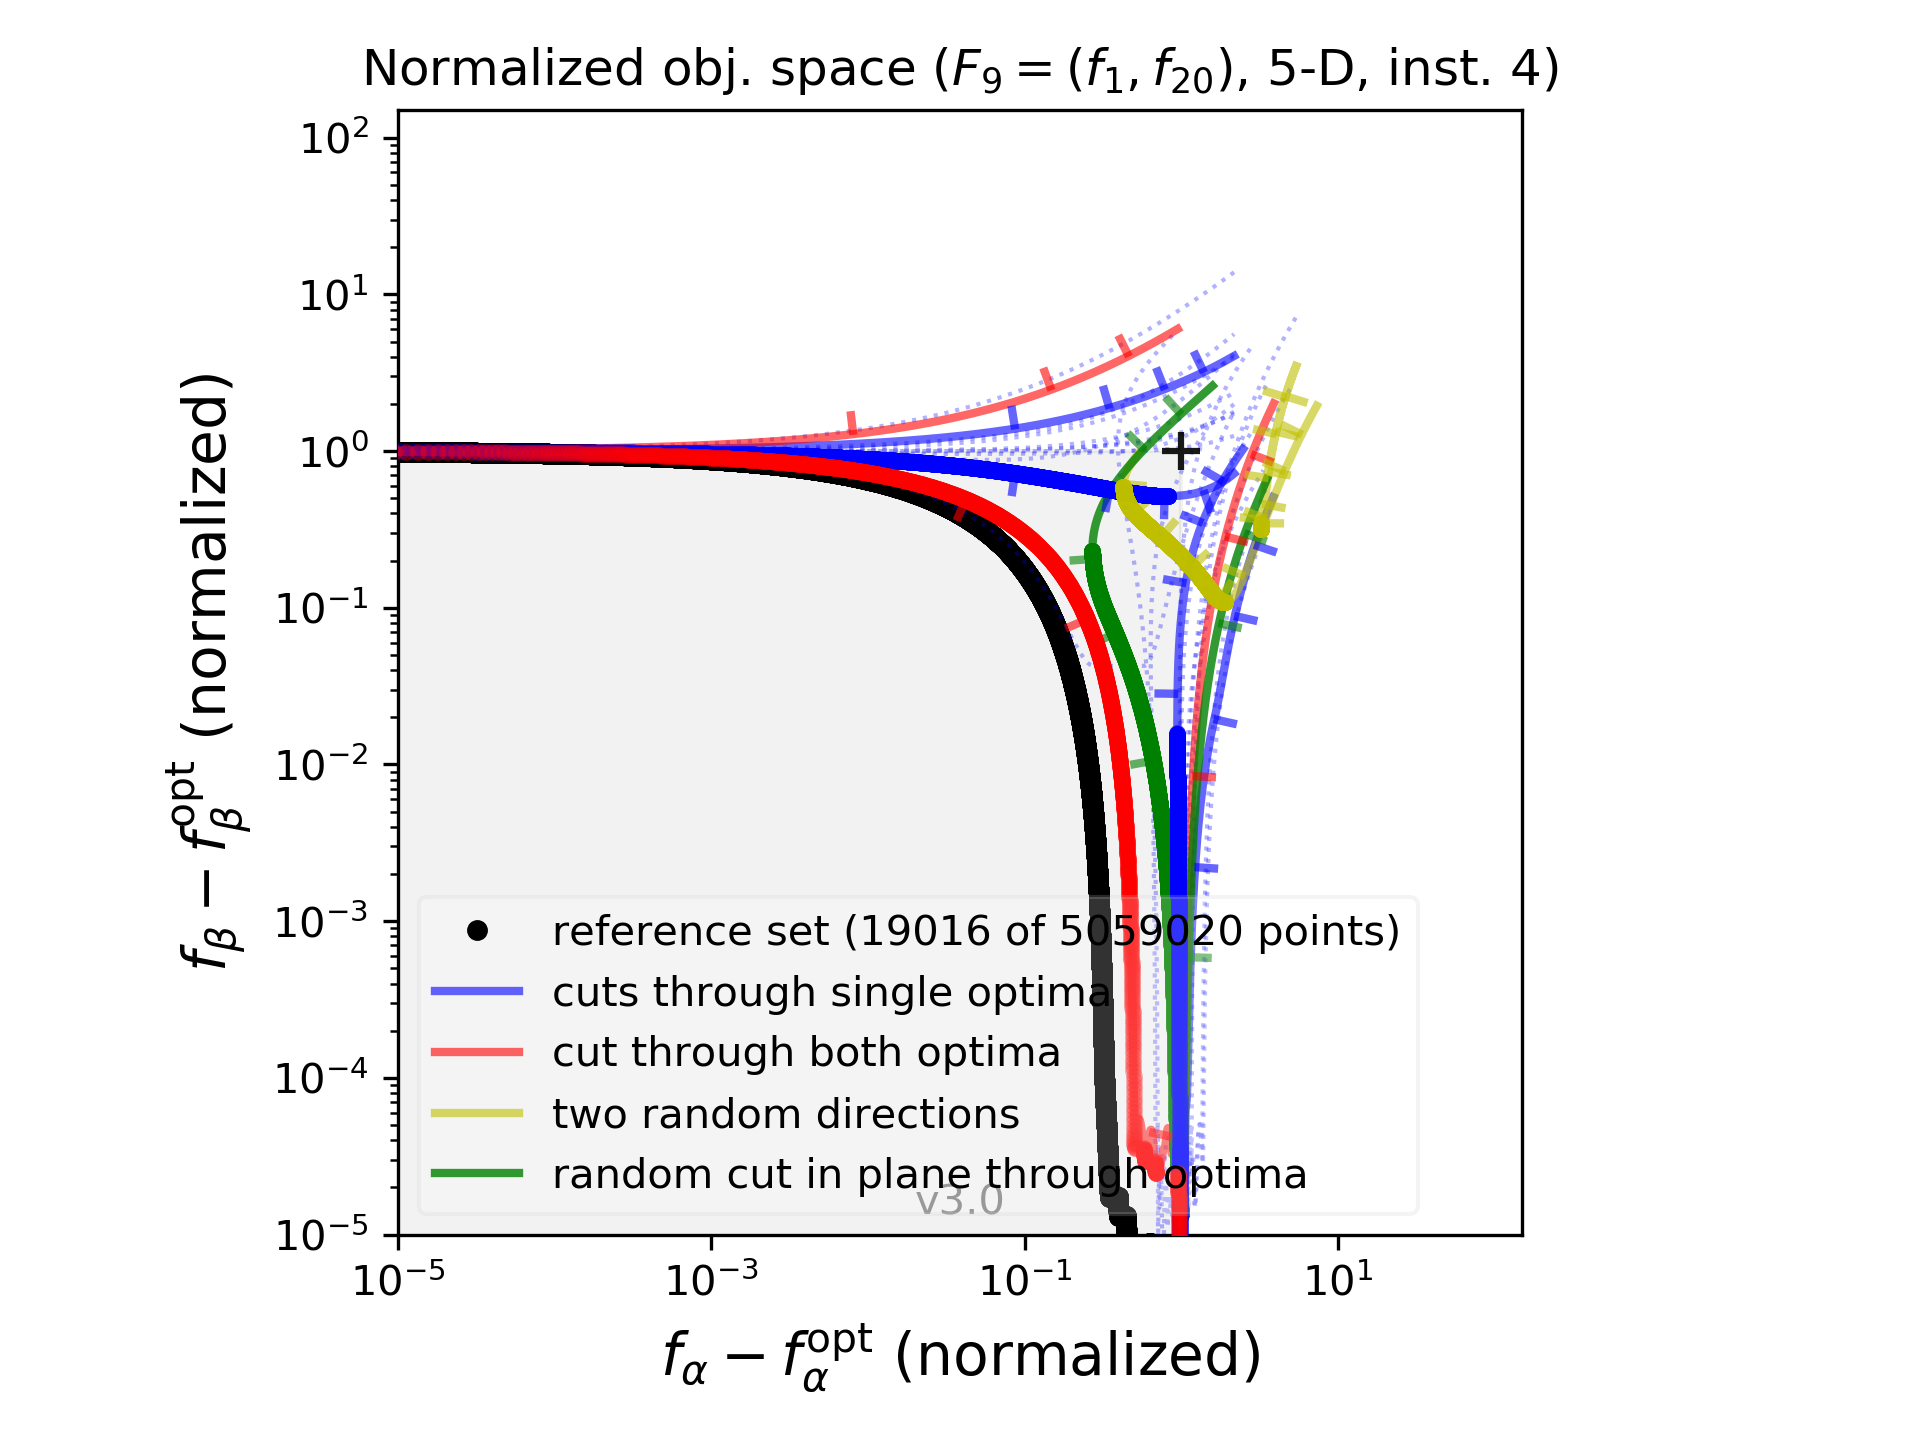 Normalized obj. space (F₉ = (f₁, f₂₀), 5-D, inst. 4)
10²
10¹
10⁰
10⁻¹
10⁻²
10⁻³
10⁻⁴
10⁻⁵
f_β − f_β^opt (normalized)
reference set (19016 of 5059020 points)
cuts through single optima
cut through both optima
two random directions
random cut in plane through optima
v3.0
10⁻⁵ 10⁻³ 10⁻¹ 10¹
f_α − f_α^opt (normalized)